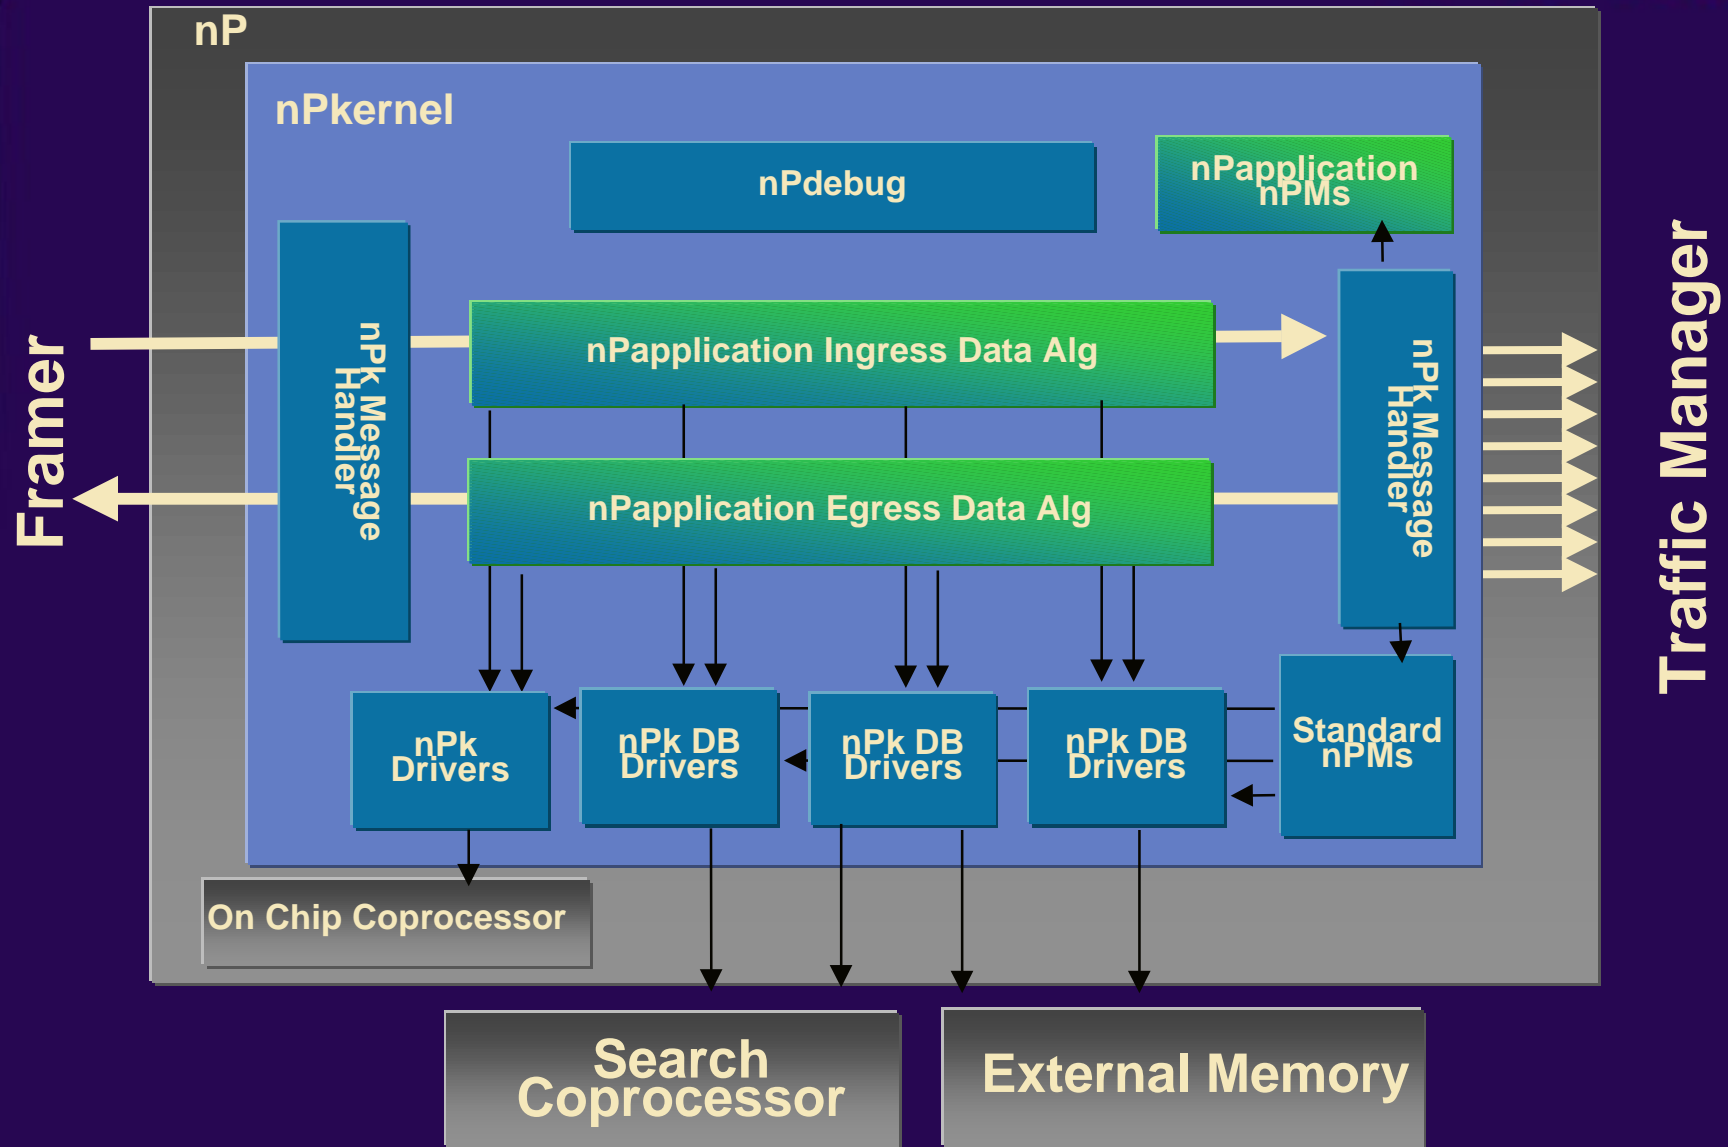 nP
nPkernel
nPdebug
nPapplication
nPMs
Framer
nPk Message
Handler
nPapplication Ingress Data Alg
nPapplication Egress Data Alg
nPk Message
Handler
Traffic Manager
nPk
Drivers
nPk DB
Drivers
nPk DB
Drivers
nPk DB
Drivers
Standard
nPMs
On Chip Coprocessor
Search
Coprocessor
External Memory